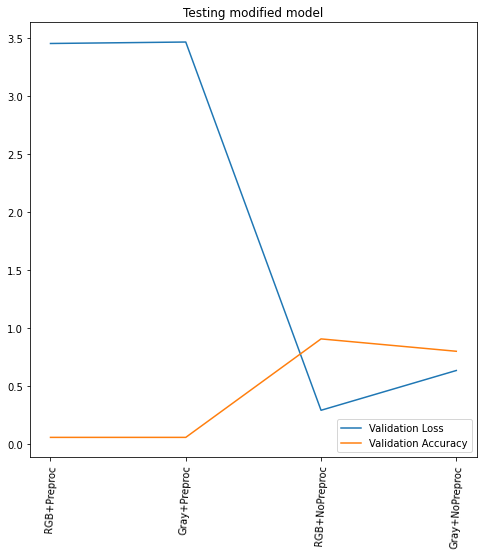 Testing modified model
3.5
3.0
2.5
2.0
1.5
1.0
0.5
0.0
Validation Loss
Validation Accuracy
RGB+Preproc
Gray+Preproc
RGB+NoPreproc
Gray+NoPreproc